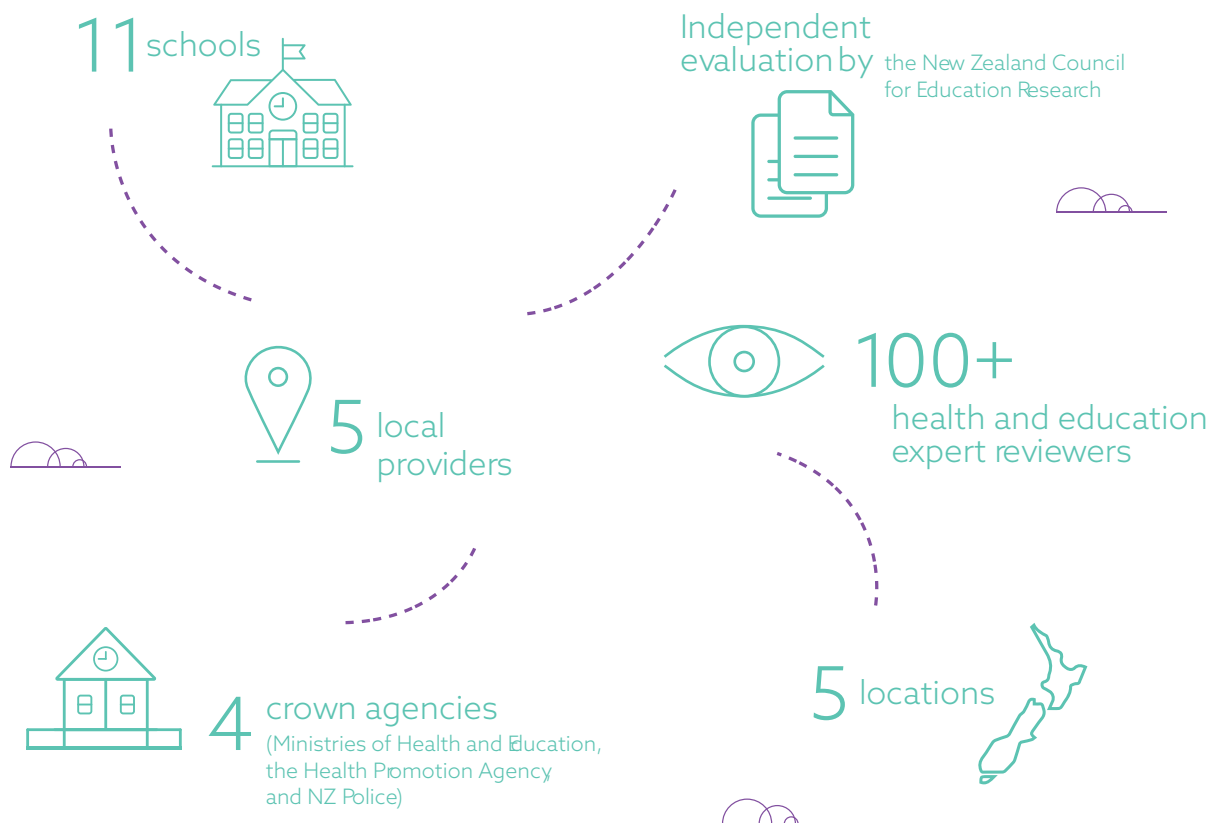 11 schools
Independent
evaluation by the New Zealand Council
for Education Research
5 local
providers
100+
health and education
expert reviewers
4 crown agencies
(Ministries of Health and Education,
the Health Promotion Agency,
and NZ Police)
5 locations